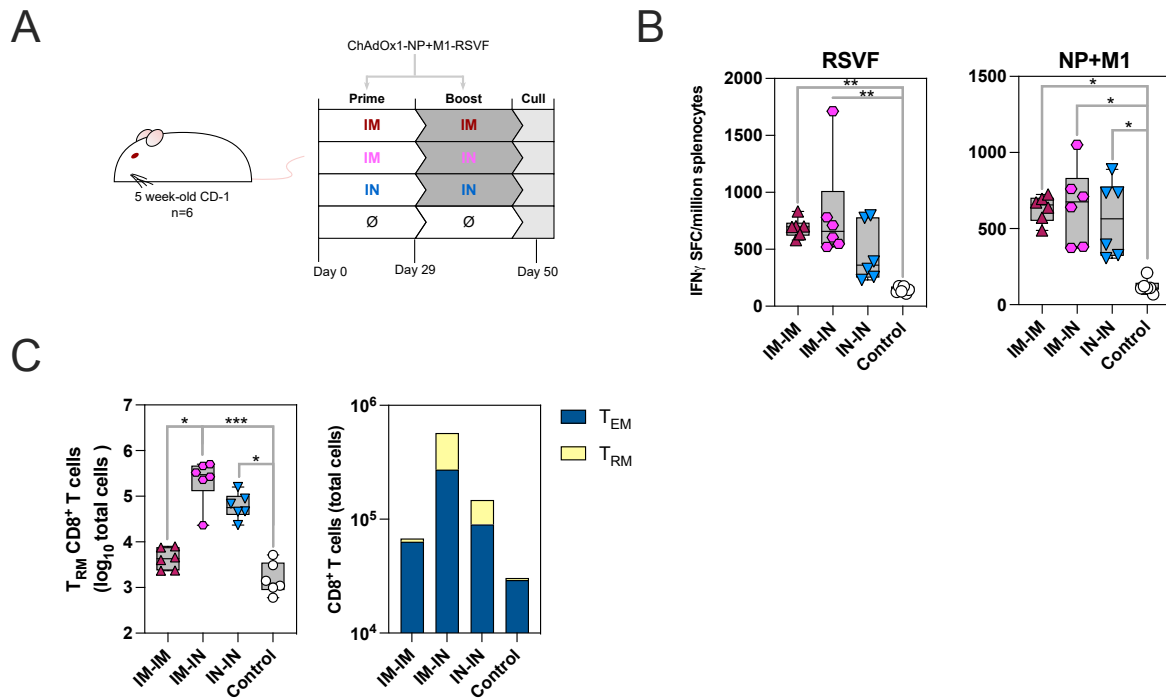 A
ChAdOx1-NP+M1-RSVF
Prime Boost Cull
IM IM
IM IN
IN IN
Ø Ø
5 week-old CD-1
n=6
Day 0 Day 29 Day 50
B
RSVF
IFNγ SFC/million splenocytes
2000
1500
1000
500
0
** 
**
IM-IM IM-IN IN-IN Control
NP+M1
1500
1000
500
0
*
*
*
IM-IM IM-IN IN-IN Control
C
TRM CD8+ T cells
(log10 total cells )
7
6
5
4
3
2
* ***
*
IM-IM IM-IN IN-IN Control
CD8+ T cells (total cells)
10^6
10^5
10^4
IM-IM IM-IN IN-IN Control
TEM
TRM